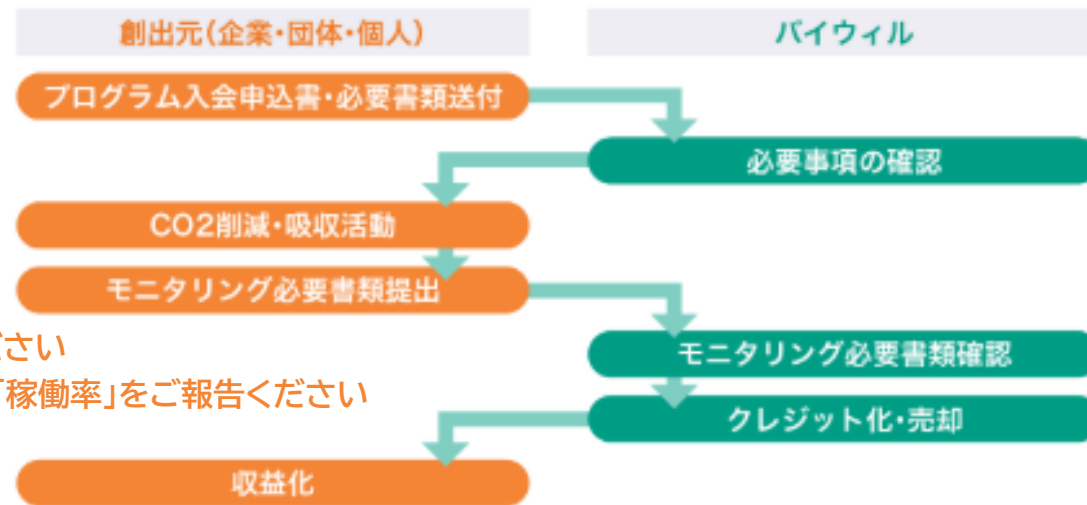 創出元(企業・団体・個人)
バイウィル
プログラム入会申込書・必要書類送付
必要事項の確認
CO2削減・吸収活動
モニタリング必要書類提出
ださい
「稼働率」をご報告ください
モニタリング必要書類確認
クレジット化・売却
収益化